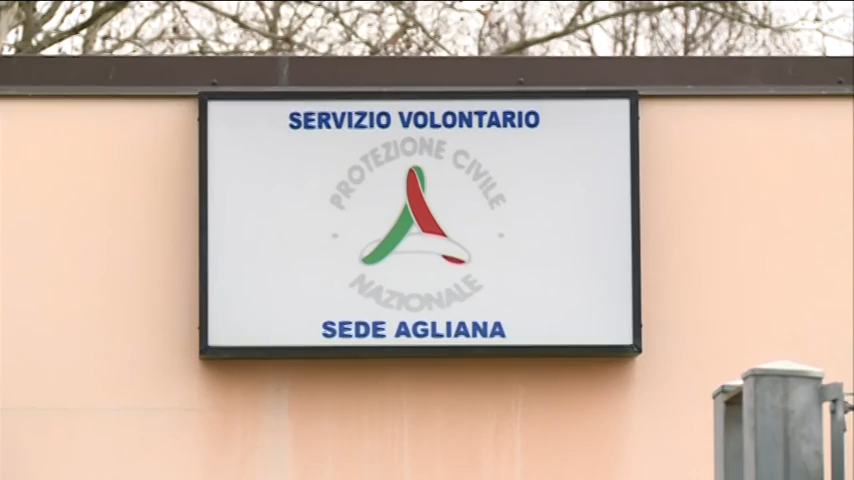 SERVIZIO VOLONTARIO
PROTEZIONE CIVILE
NAZIONALE
SEDE AGLIANA